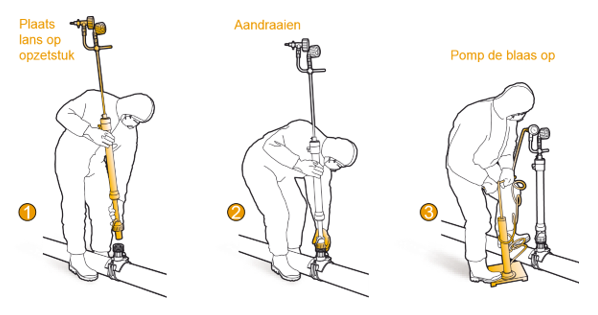 Plaats
lans op
opzetstuk
Aandraaien
Pomp de blaas op
1
2
3